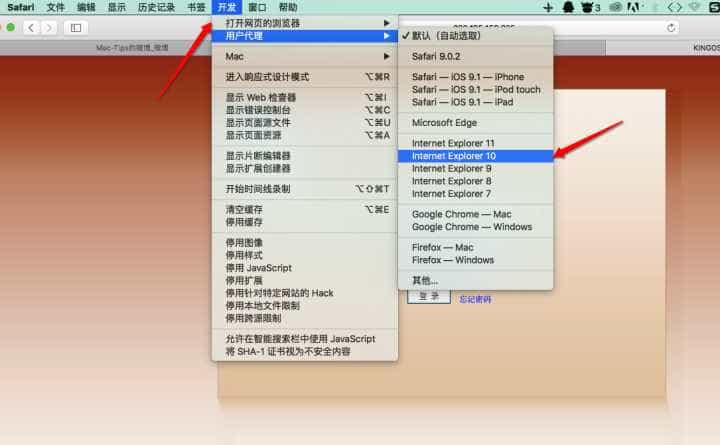 Safari 文件 编辑 显示 历史记录 书签 开发 窗口 帮助 3
Mac-Tips的微博_微博
KINGOS
打开网页的浏览器
用户代理
Mac
进入响应式设计模式 ⌥⌘R
显示 Web 检查器 ⌥⌘I
显示错误控制台 ⌥⌘C
显示页面源文件 ⌥⌘U
显示页面资源 ⌥⌘A
显示片断编辑器
显示扩展创建器
开始时间线录制 ⌥⇧⌘T
清空缓存 ⌥⌘E
停用缓存
停用图像
停用样式
停用 JavaScript
停用扩展
停用针对特定网站的 Hack
停用本地文件限制
停用跨源限制
允许在智能搜索栏中使用 JavaScript
将 SHA-1 证书视为不安全内容
✓ 默认（自动选取）
Safari 9.0.2
Safari — iOS 9.1 — iPhone
Safari — iOS 9.1 — iPod touch
Safari — iOS 9.1 — iPad
Microsoft Edge
Internet Explorer 11
Internet Explorer 10
Internet Explorer 9
Internet Explorer 8
Internet Explorer 7
Google Chrome — Mac
Google Chrome — Windows
Firefox — Mac
Firefox — Windows
其他...
登 录 忘记密码